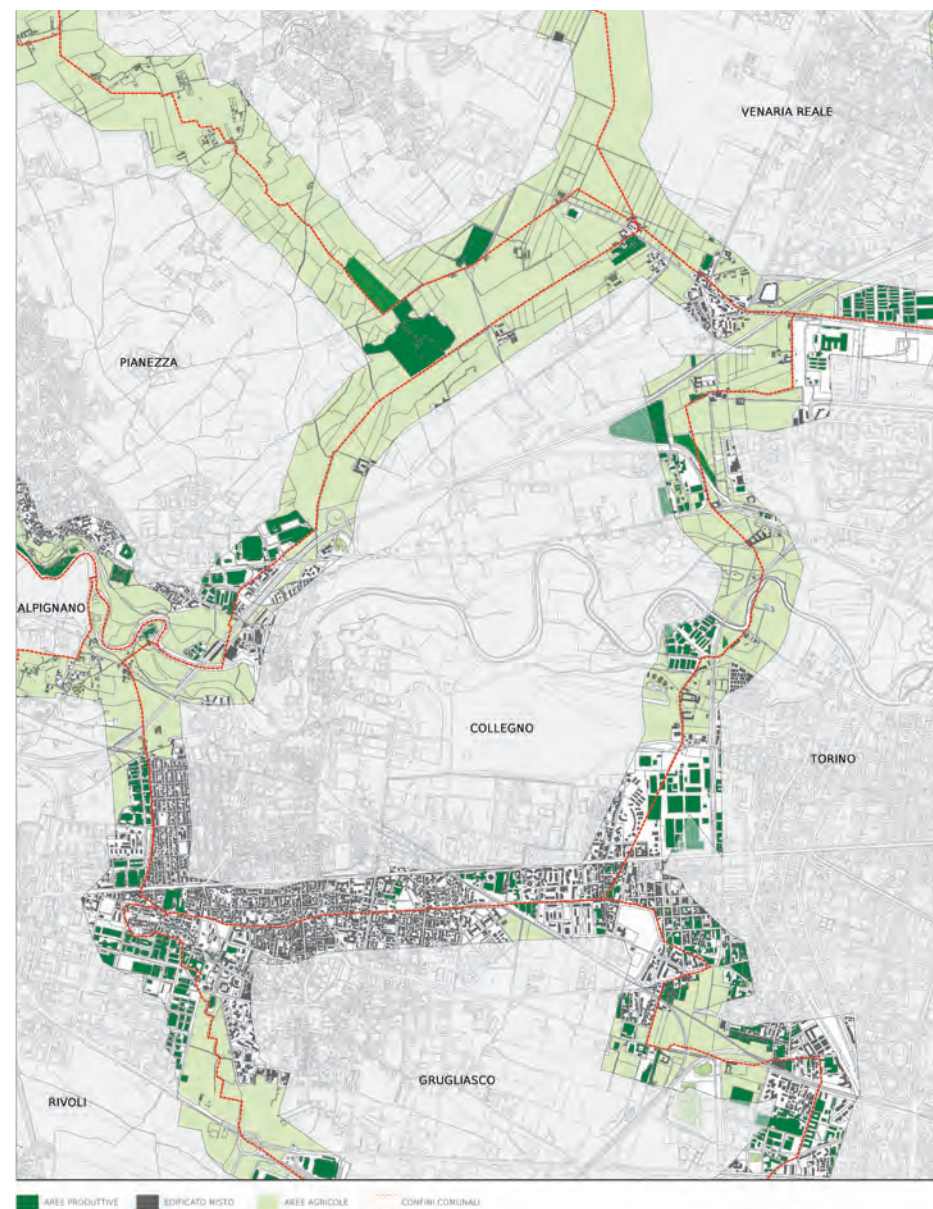 VENARIA REALE
PIANEZZA
ALPIGNANO
COLLEGNO
TORINO
GRUGLIASCO
RIVOLI
AREE PRODUTTIVE EDIFICATO MISTO AREE AGRICOLE CONFINI COMUNALI